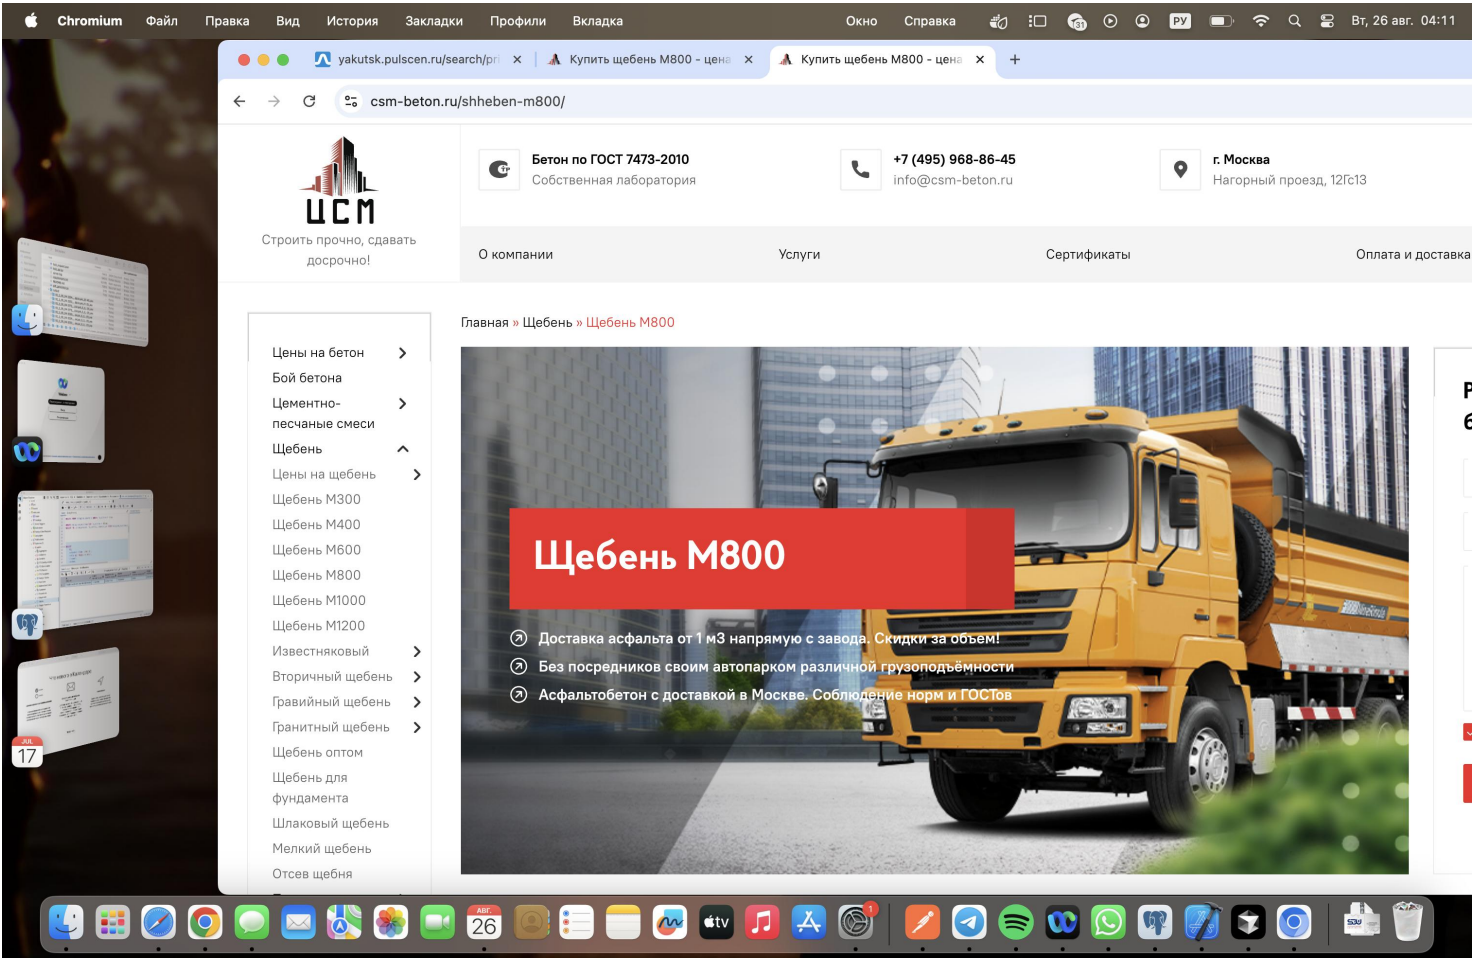 Chromium Файл Правка Вид История Закладки Профили Вкладка Окно Справка РУ Вт, 26 авг. 04:11
yakutsk.pulscen.ru/search/pri Купить щебень М800 - цена Купить щебень М800 - цена
csm-beton.ru/shheben-m800/
ЦСМ
Строить прочно, сдавать
досрочно!
Бетон по ГОСТ 7473-2010
Собственная лаборатория
+7 (495) 968-86-45
info@csm-beton.ru
г. Москва
Нагорный проезд, 12Гс13
О компании Услуги Сертификаты Оплата и доставка
Главная » Щебень » Щебень М800
Цены на бетон
Бой бетона
Цементно-
песчаные смеси
Щебень
Цены на щебень
Щебень М300
Щебень М400
Щебень М600
Щебень М800
Щебень М1000
Щебень М1200
Известняковый
Вторичный щебень
Гравийный щебень
Гранитный щебень
Щебень оптом
Щебень для
фундамента
Шлаковый щебень
Мелкий щебень
Отсев щебня
Щебень М800
Доставка асфальта от 1 м3 напрямую с завода. Скидки за объем!
Без посредников своим автопарком различной грузоподъёмности
Асфальтобетон с доставкой в Москве. Соблюдение норм и ГОСТов
JUL
17
АВГ.
26
tv
1